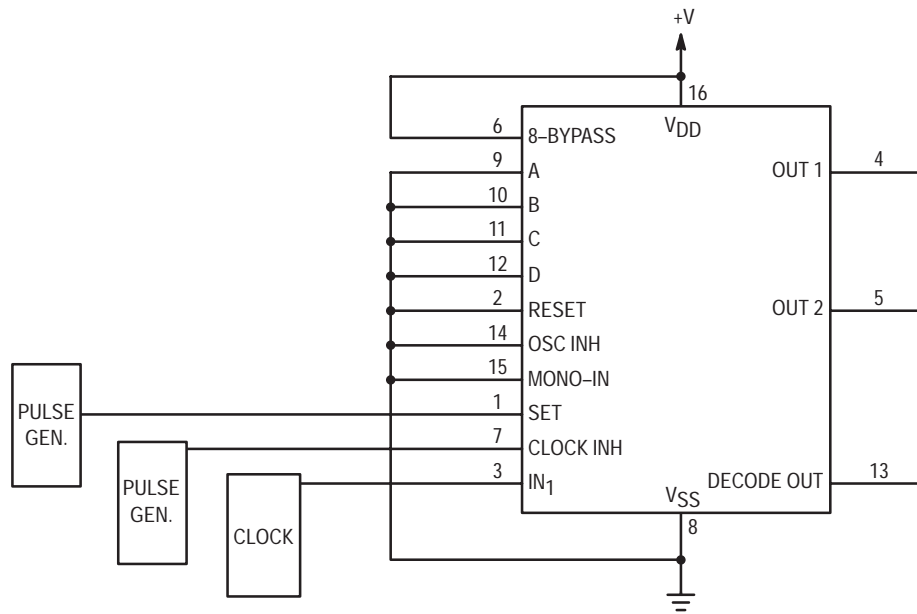 +V
16
VDD
6
8–BYPASS
9
A
OUT 1
4
10
B
11
C
12
D
2
RESET
OUT 2
5
14
OSC INH
15
MONO–IN
1
SET
PULSE
GEN.
7
CLOCK INH
PULSE
GEN.
3
IN1
DECODE OUT
13
VSS
8
CLOCK